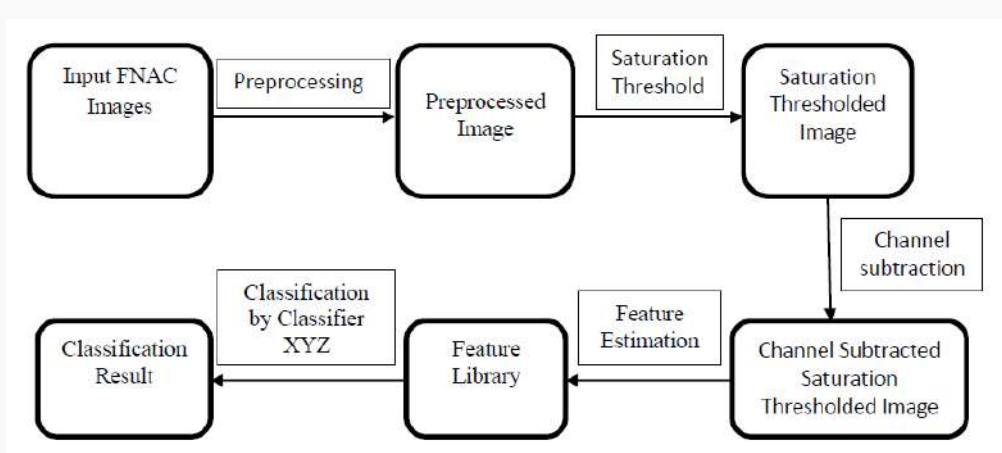 Input FNAC
Images
Preprocessing
Preprocessed
Image
Saturation
Threshold
Saturation
Thresholded
Image
Channel
subtraction
Channel Subtracted
Saturation
Thresholded Image
Feature
Estimation
Feature
Library
Classification
by Classifier
XYZ
Classification
Result